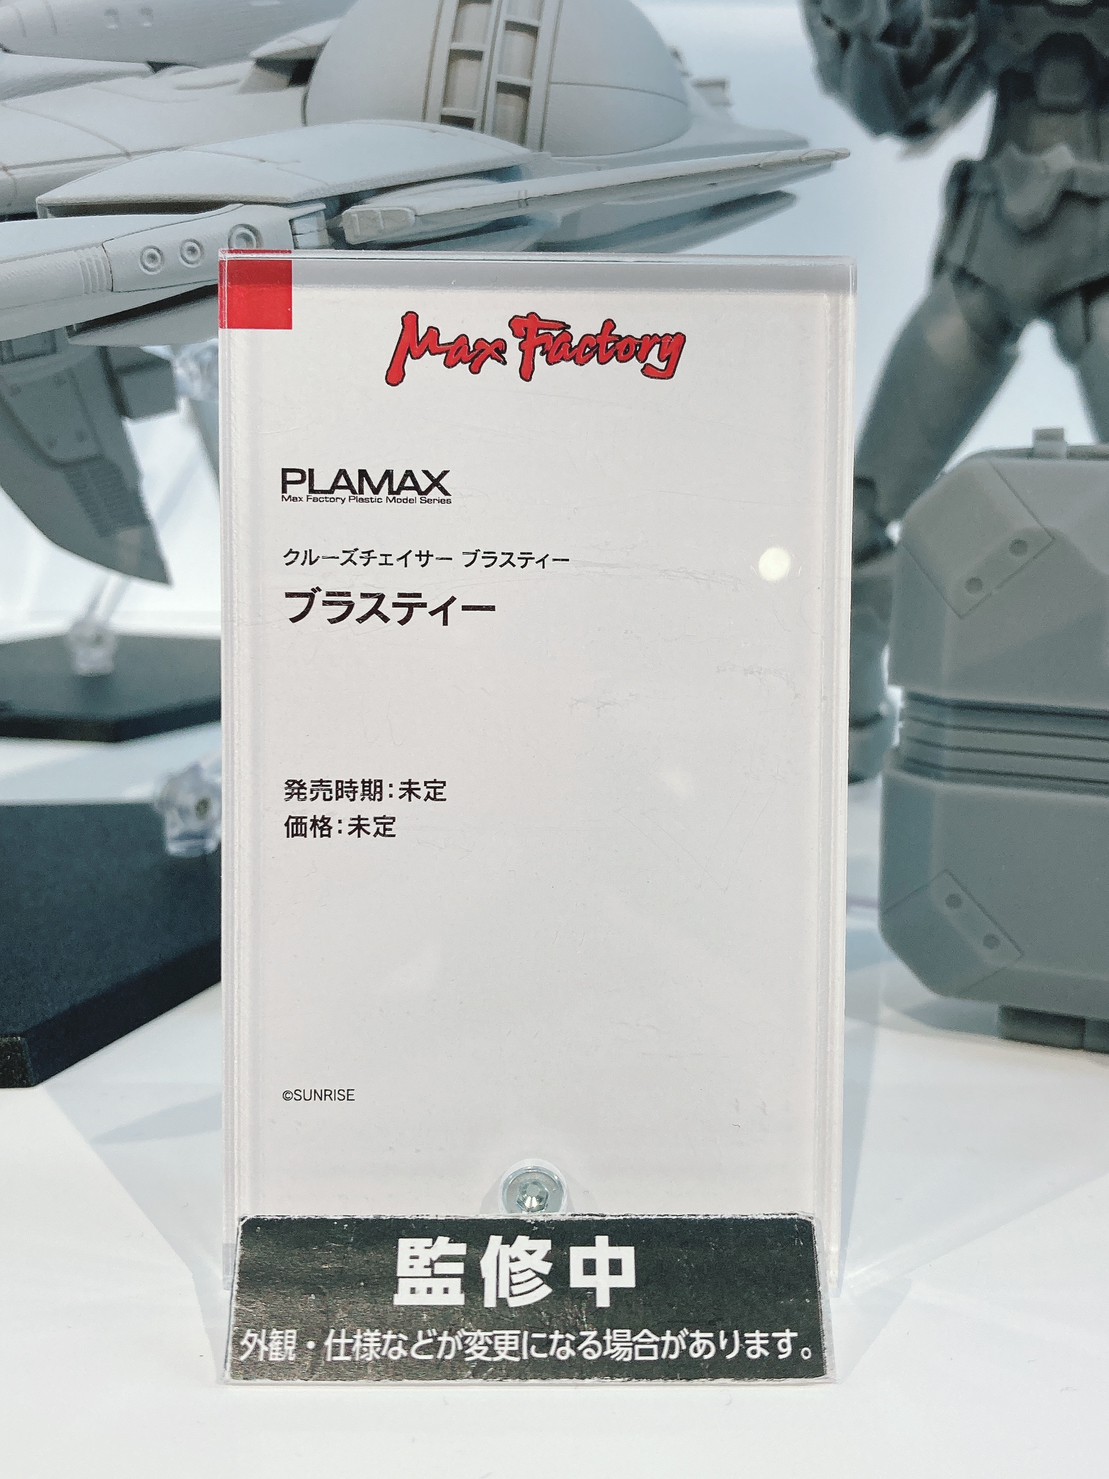 Max Factory
PLAMAX
Max Factory Plastic Model Series
クルーズチェイサー ブラスティー
ブラスティー
発売時期:未定
価格:未定
©SUNRISE
監修中
外観・仕様などが変更になる場合があります。